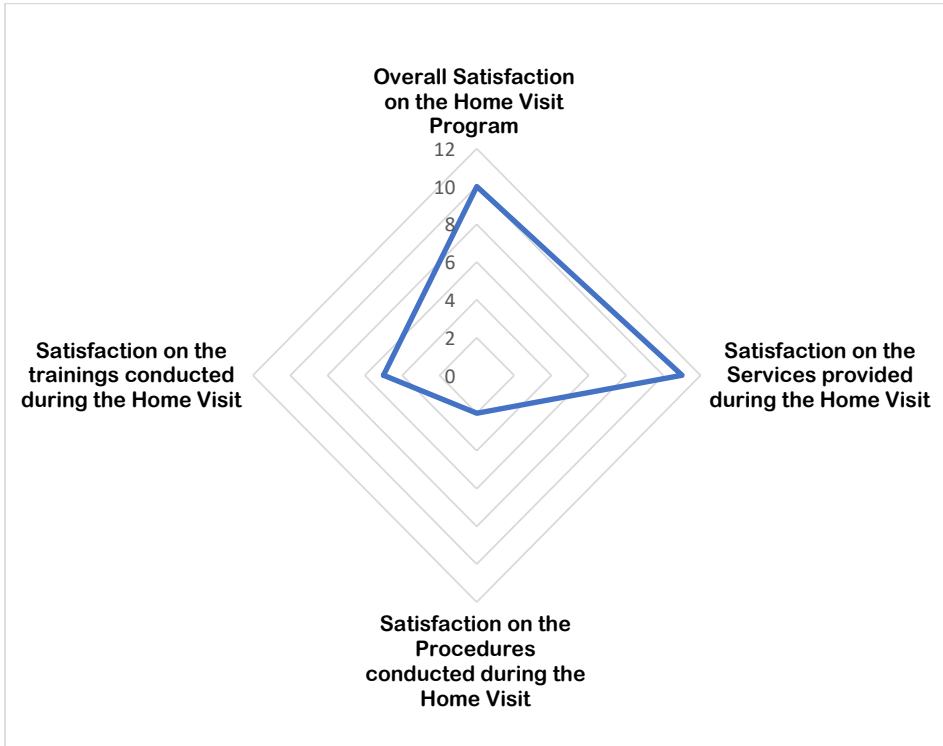 Overall Satisfaction
on the Home Visit
Program
12
10
8
6
4
2
0
Satisfaction on the
trainings conducted
during the Home Visit
Satisfaction on the
Services provided
during the Home Visit
Satisfaction on the
Procedures
conducted during the
Home Visit